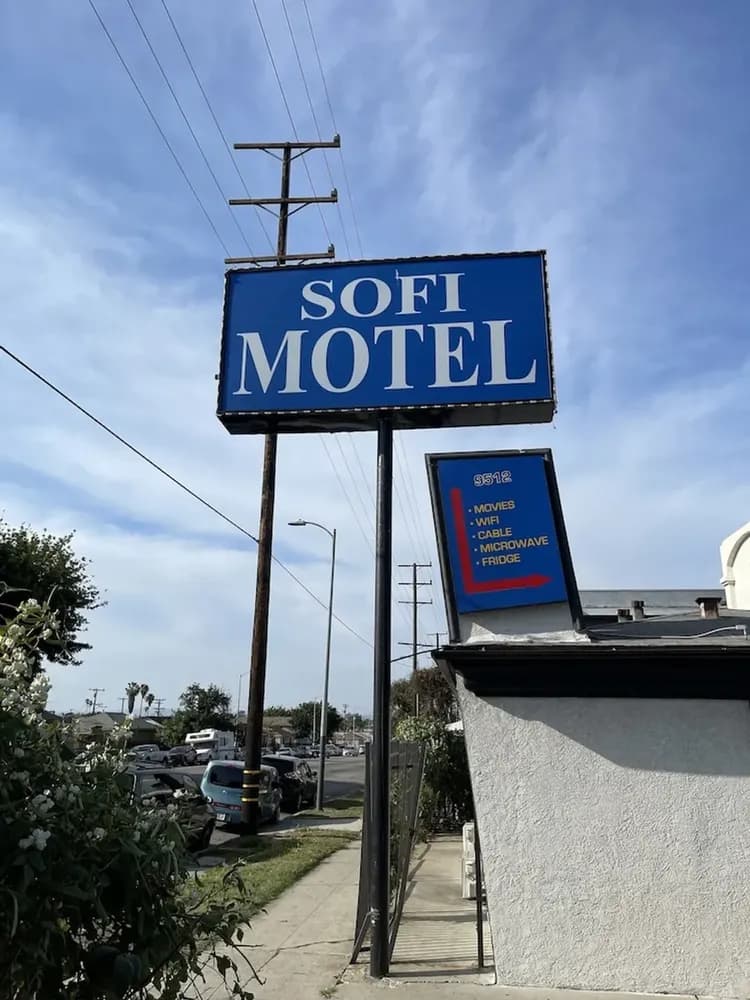 SOFI
MOTEL
9512
• MOVIES
• WIFI
• CABLE
• MICROWAVE
• FRIDGE